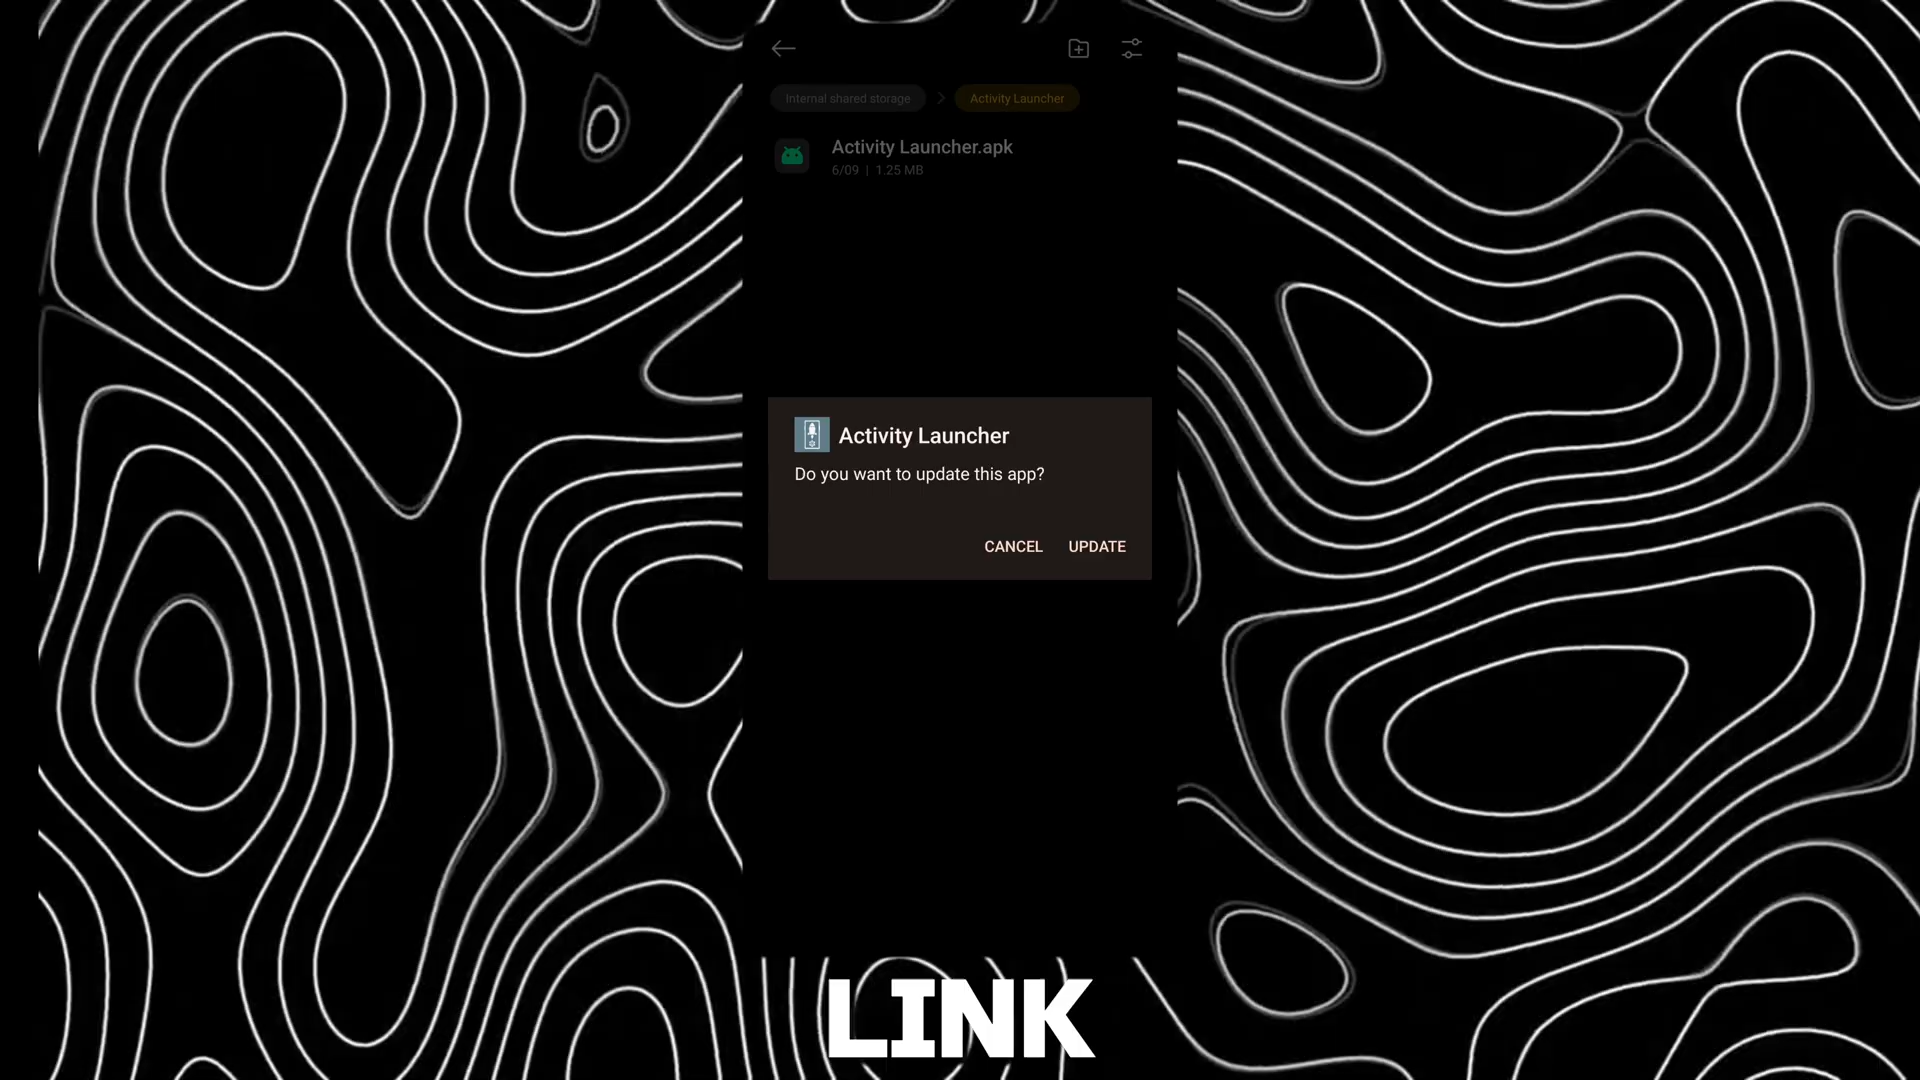 Internal shared storage > Activity Launcher
Activity Launcher.apk
6/09 | 1.25 MB
Activity Launcher
Do you want to update this app?
CANCEL UPDATE
LINK